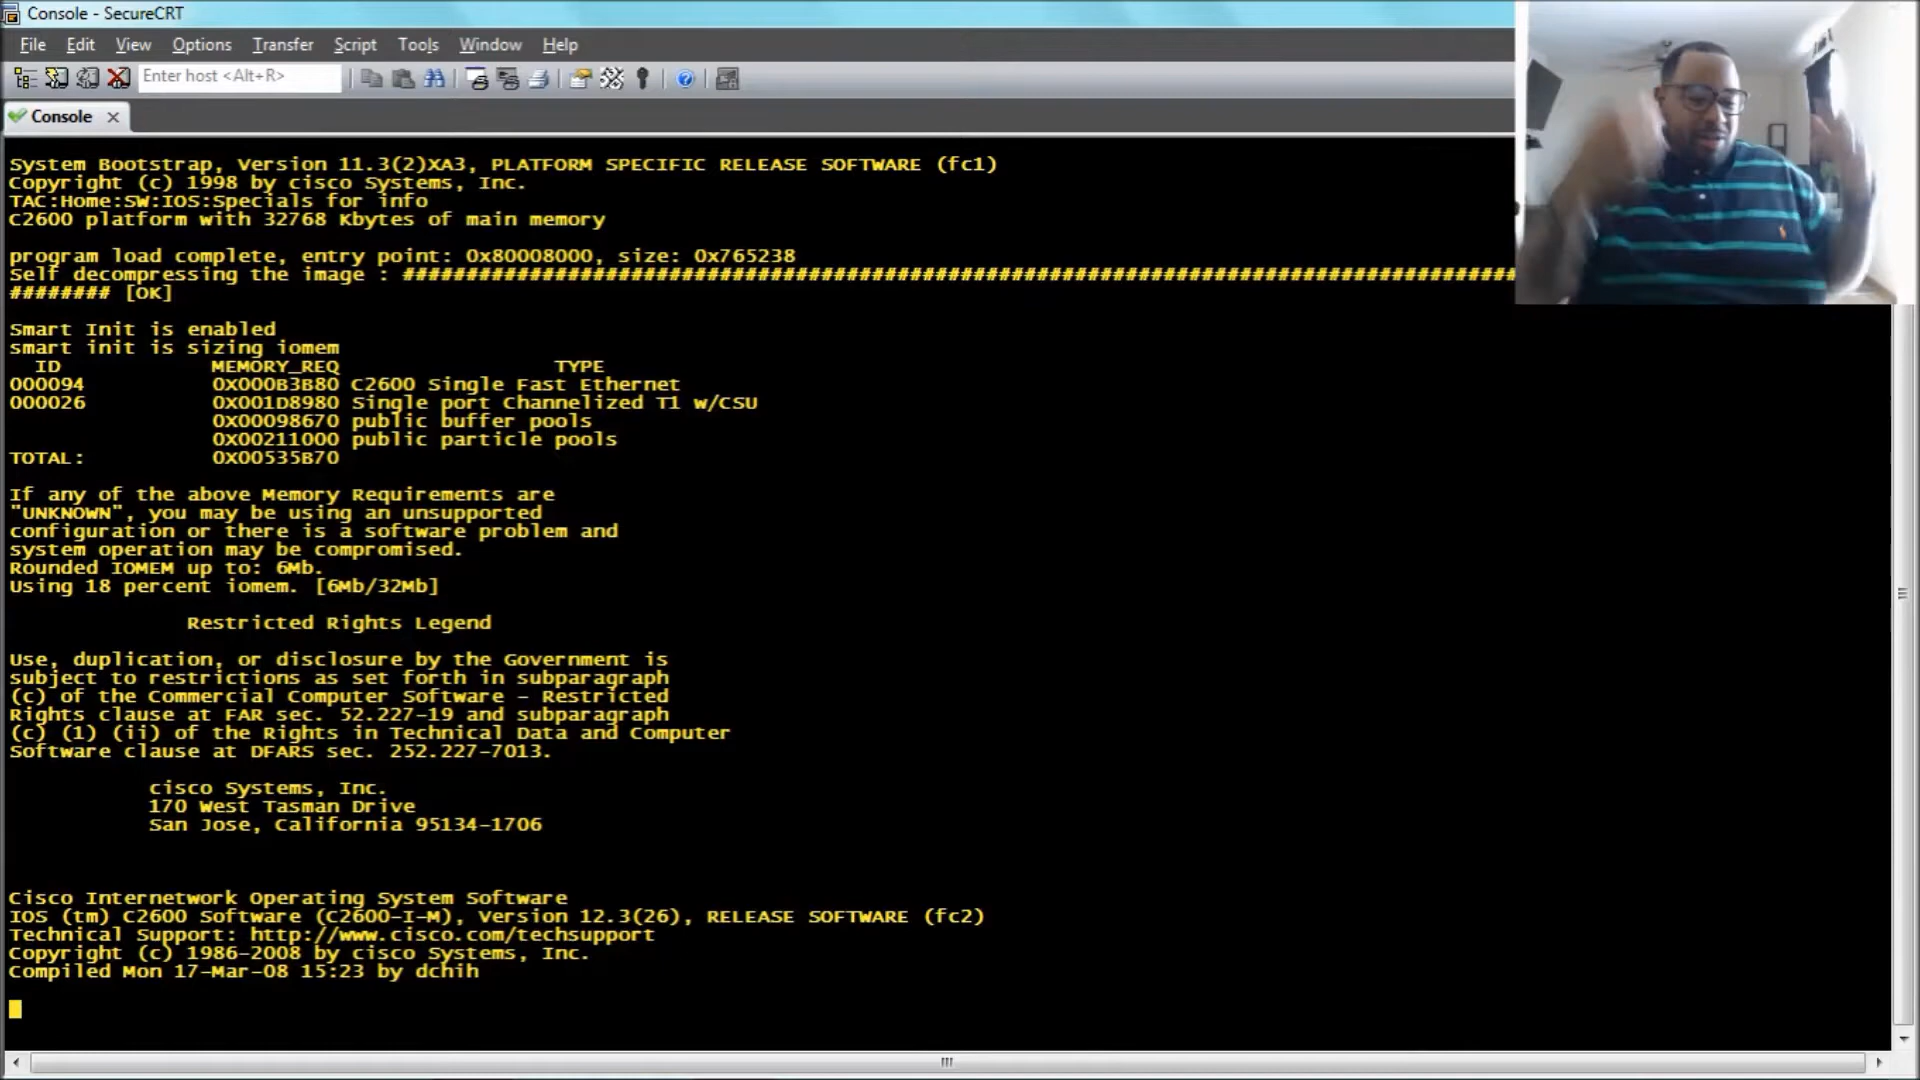 Console - SecureCRT
File Edit View Options Transfer Script Tools Window Help
Enter host <Alt+R>
Console
System Bootstrap, Version 11.3(2)XA3, PLATFORM SPECIFIC RELEASE SOFTWARE (fc1)
Copyright (c) 1998 by cisco Systems, Inc.
TAC:Home:SW:IOS:Specials for info
C2600 platform with 32768 Kbytes of main memory
program load complete, entry point: 0x80008000, size: 0x765238
Self decompressing the image : #######################################################################################
######## [OK]
Smart Init is enabled
smart init is sizing iomem
ID MEMORY_REQ TYPE
000094 0X000B3B80 C2600 Single Fast Ethernet
000026 0X001D8980 Single port Channelized T1 w/CSU
0X00098670 public buffer pools
0X00211000 public particle pools
TOTAL: 0X00535B70
If any of the above Memory Requirements are
"UNKNOWN", you may be using an unsupported
configuration or there is a software problem and
system operation may be compromised.
Rounded IOMEM up to: 6Mb.
Using 18 percent iomem. [6Mb/32Mb]
Restricted Rights Legend
Use, duplication, or disclosure by the Government is
subject to restrictions as set forth in subparagraph
(c) of the Commercial Computer Software - Restricted
Rights clause at FAR sec. 52.227-19 and subparagraph
(c) (1) (ii) of the Rights in Technical Data and Computer
Software clause at DFARS sec. 252.227-7013.
cisco Systems, Inc.
170 West Tasman Drive
San Jose, California 95134-1706
Cisco Internetwork Operating System Software
IOS (tm) C2600 Software (C2600-I-M), Version 12.3(26), RELEASE SOFTWARE (fc2)
Technical Support: http://www.cisco.com/techsupport
Copyright (c) 1986-2008 by cisco Systems, Inc.
Compiled Mon 17-Mar-08 15:23 by dchih